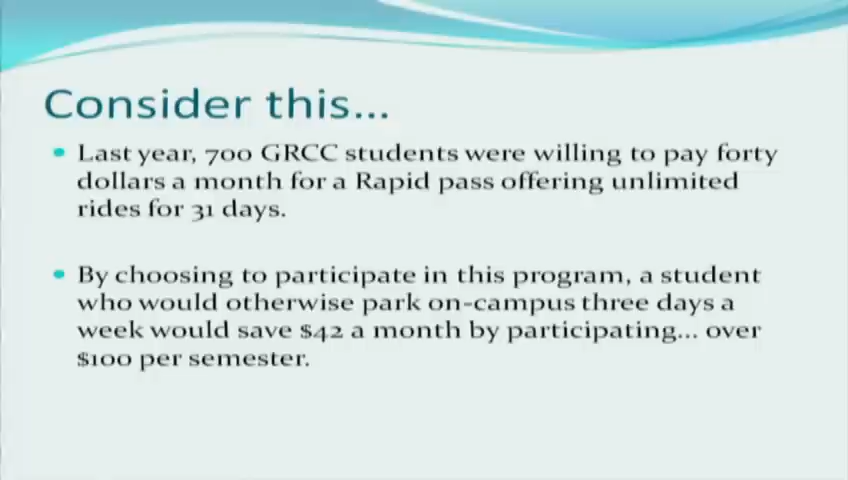 Consider this...
Last year, 700 GRCC students were willing to pay forty
dollars a month for a Rapid pass offering unlimited
rides for 31 days.
By choosing to participate in this program, a student
who would otherwise park on-campus three days a
week would save $42 a month by participating... over
$100 per semester.